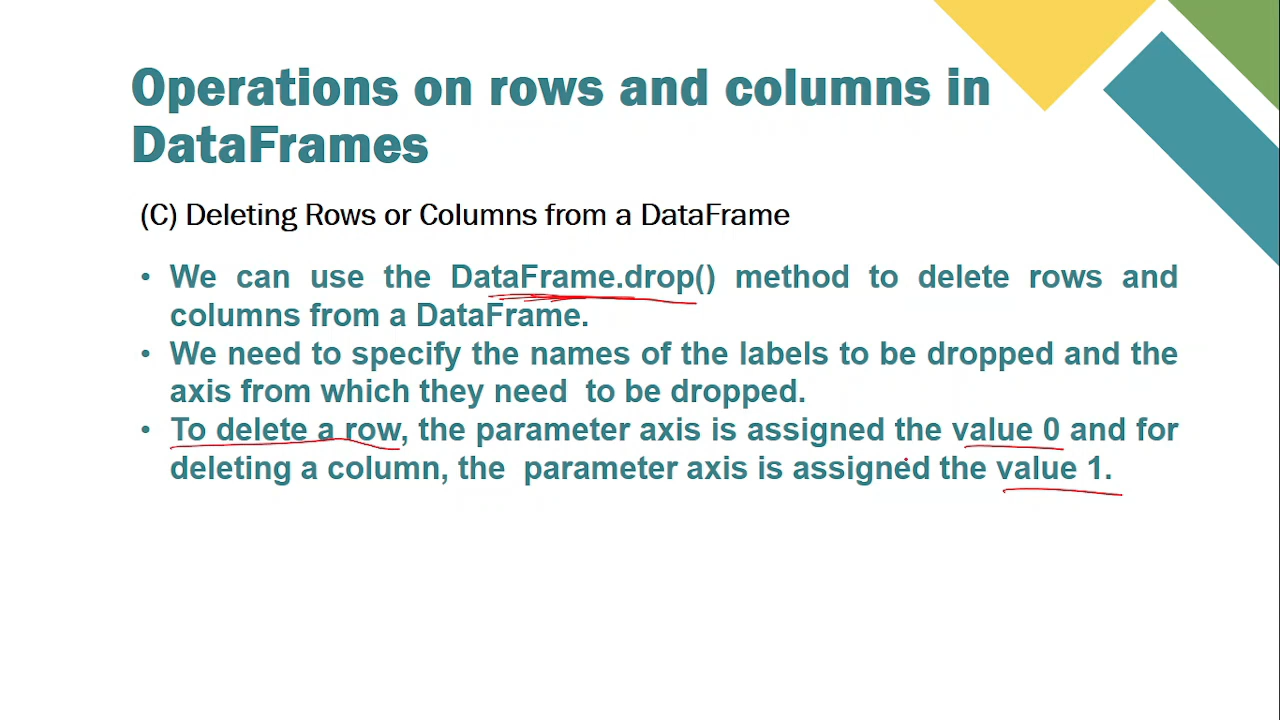 Operations on rows and columns in
DataFrames
(C) Deleting Rows or Columns from a DataFrame
• We can use the DataFrame.drop() method to delete rows and
columns from a DataFrame.
• We need to specify the names of the labels to be dropped and the
axis from which they need to be dropped.
• To delete a row, the parameter axis is assigned the value 0 and for
deleting a column, the parameter axis is assigned the value 1.